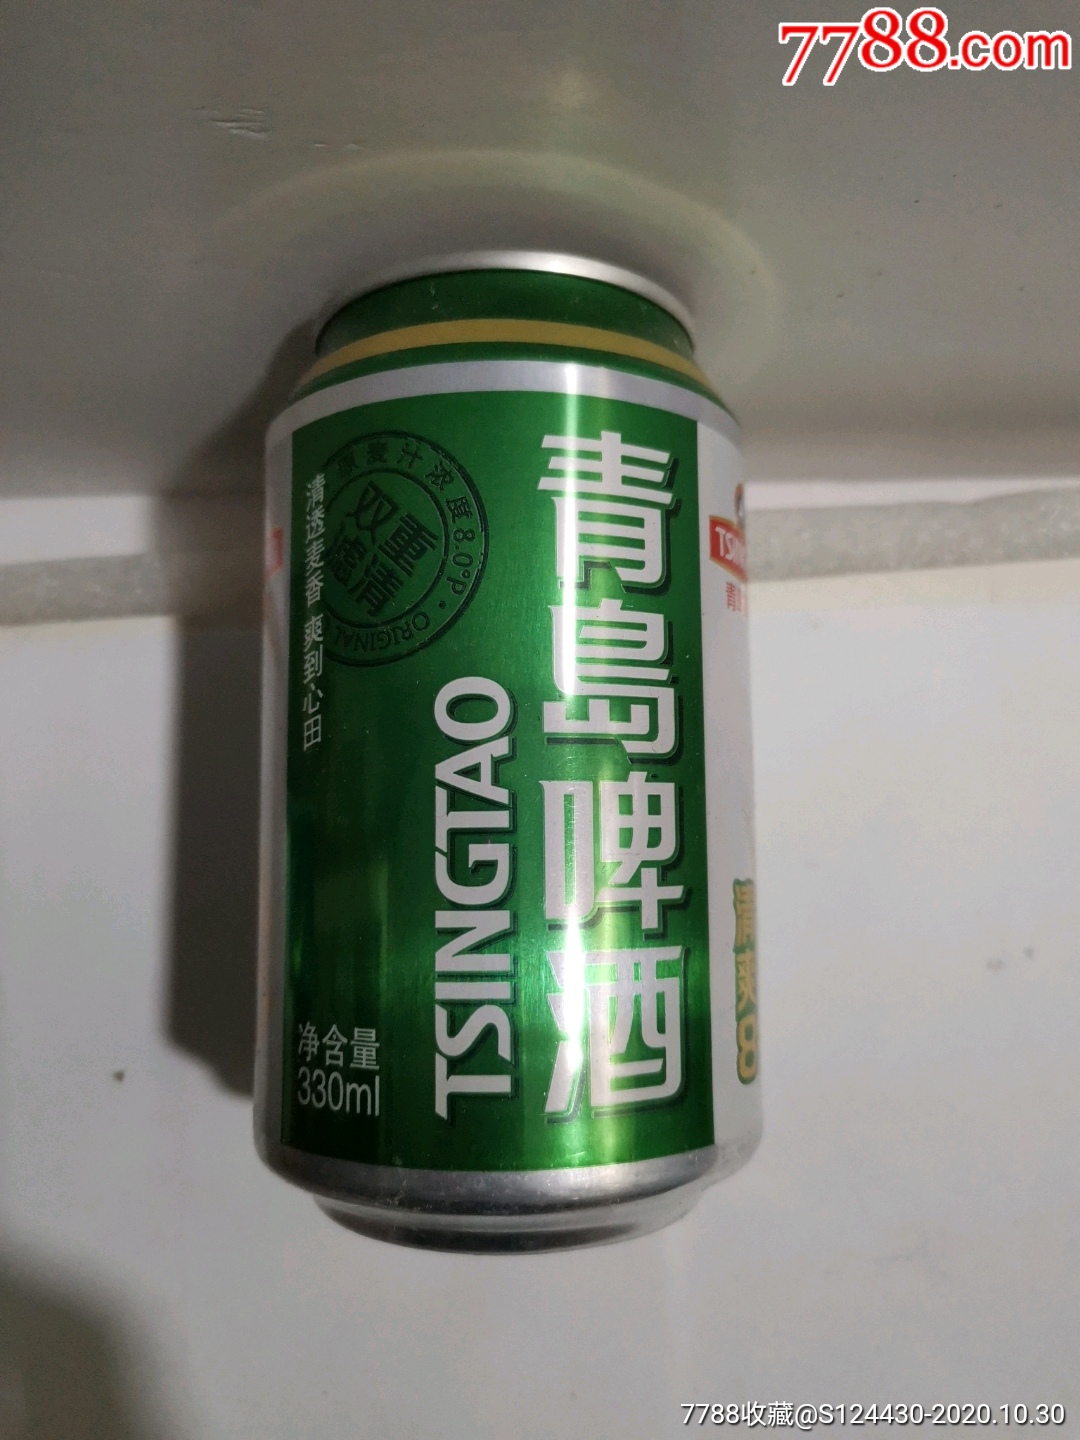 7788.com
原麦汁浓度8.0°P·ORIGINAL
双重
滤清
清透麦香 爽到心田
青岛啤酒
TSINGTAO
净含量
330ml
清爽8
7788收藏@S124430-2020.10.30